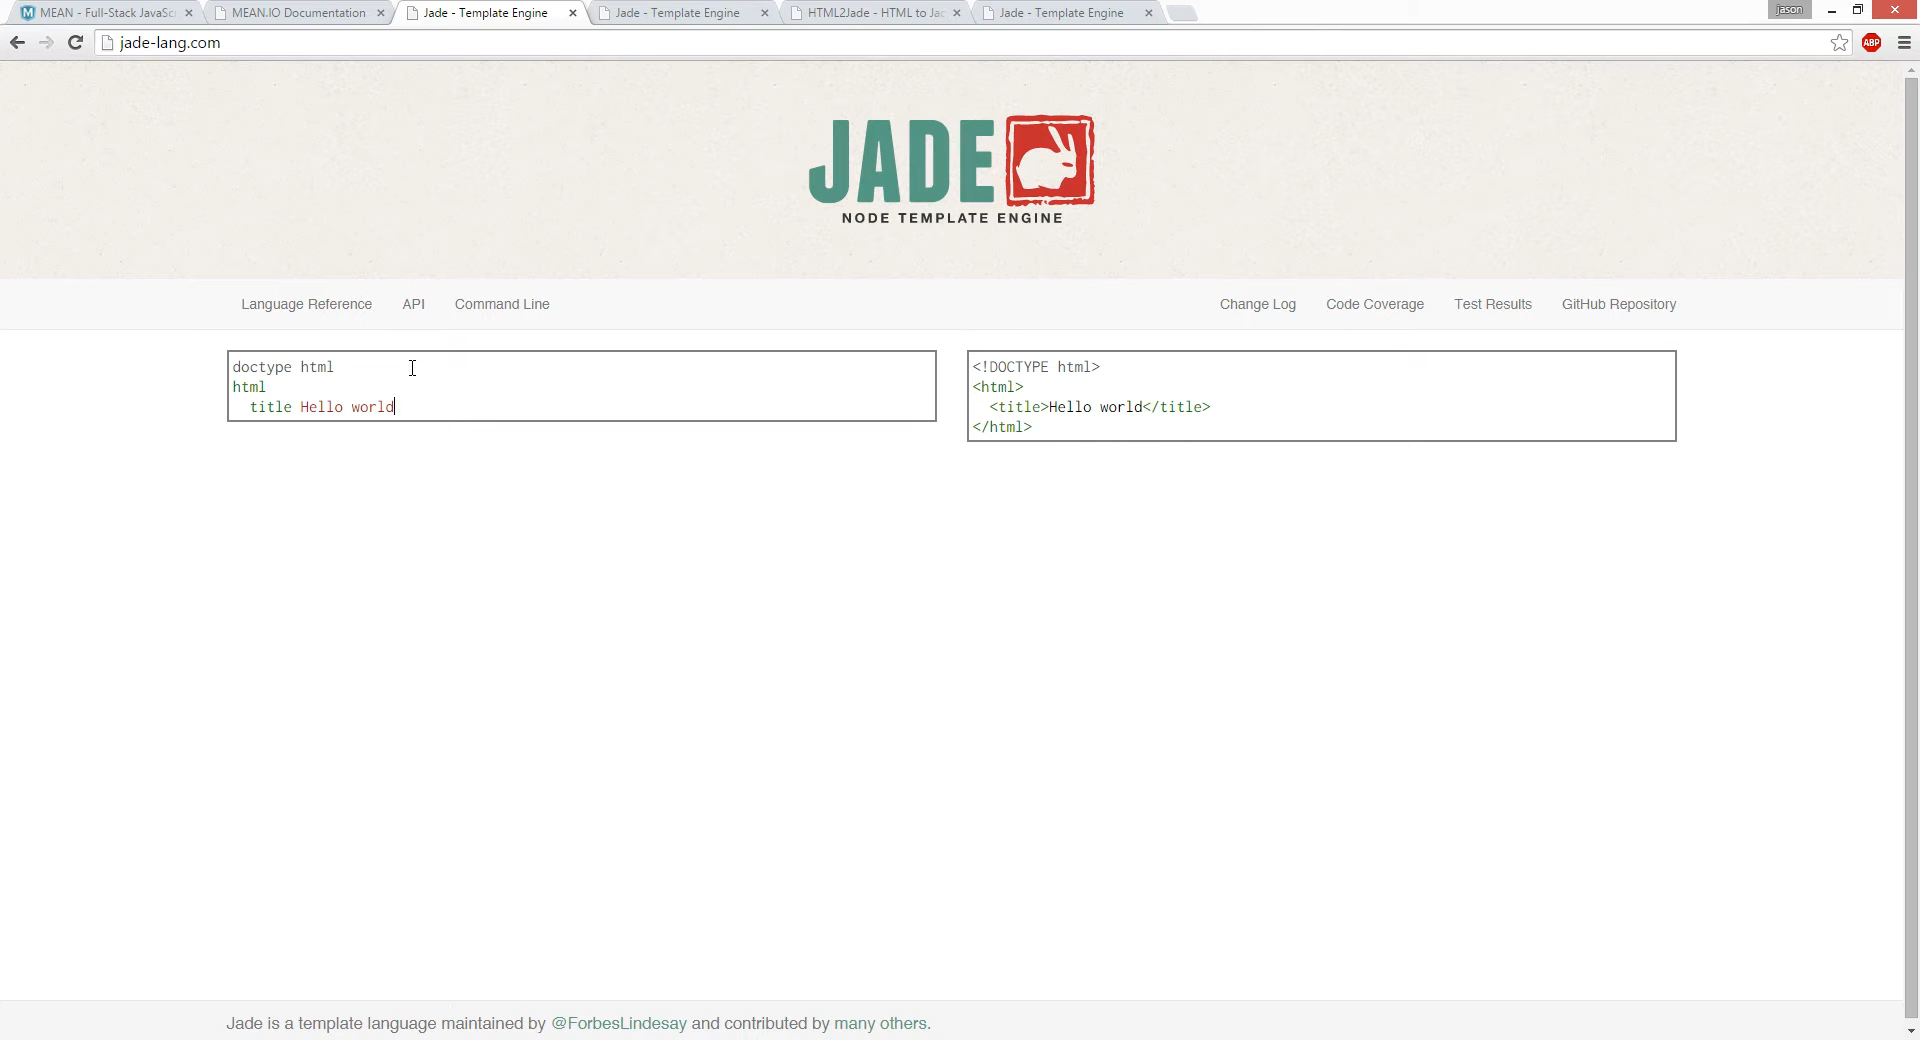 MEAN - Full-Stack JavaSc
MEAN.IO Documentation
Jade - Template Engine
Jade - Template Engine
HTML2Jade - HTML to Jac
Jade - Template Engine
jason
jade-lang.com
ABP
JADE
NODE TEMPLATE ENGINE
Language Reference
API
Command Line
Change Log
Code Coverage
Test Results
GitHub Repository
doctype html
html
  title Hello world
<!DOCTYPE html>
<html>
  <title>Hello world</title>
</html>
Jade is a template language maintained by @ForbesLindesay and contributed by many others.